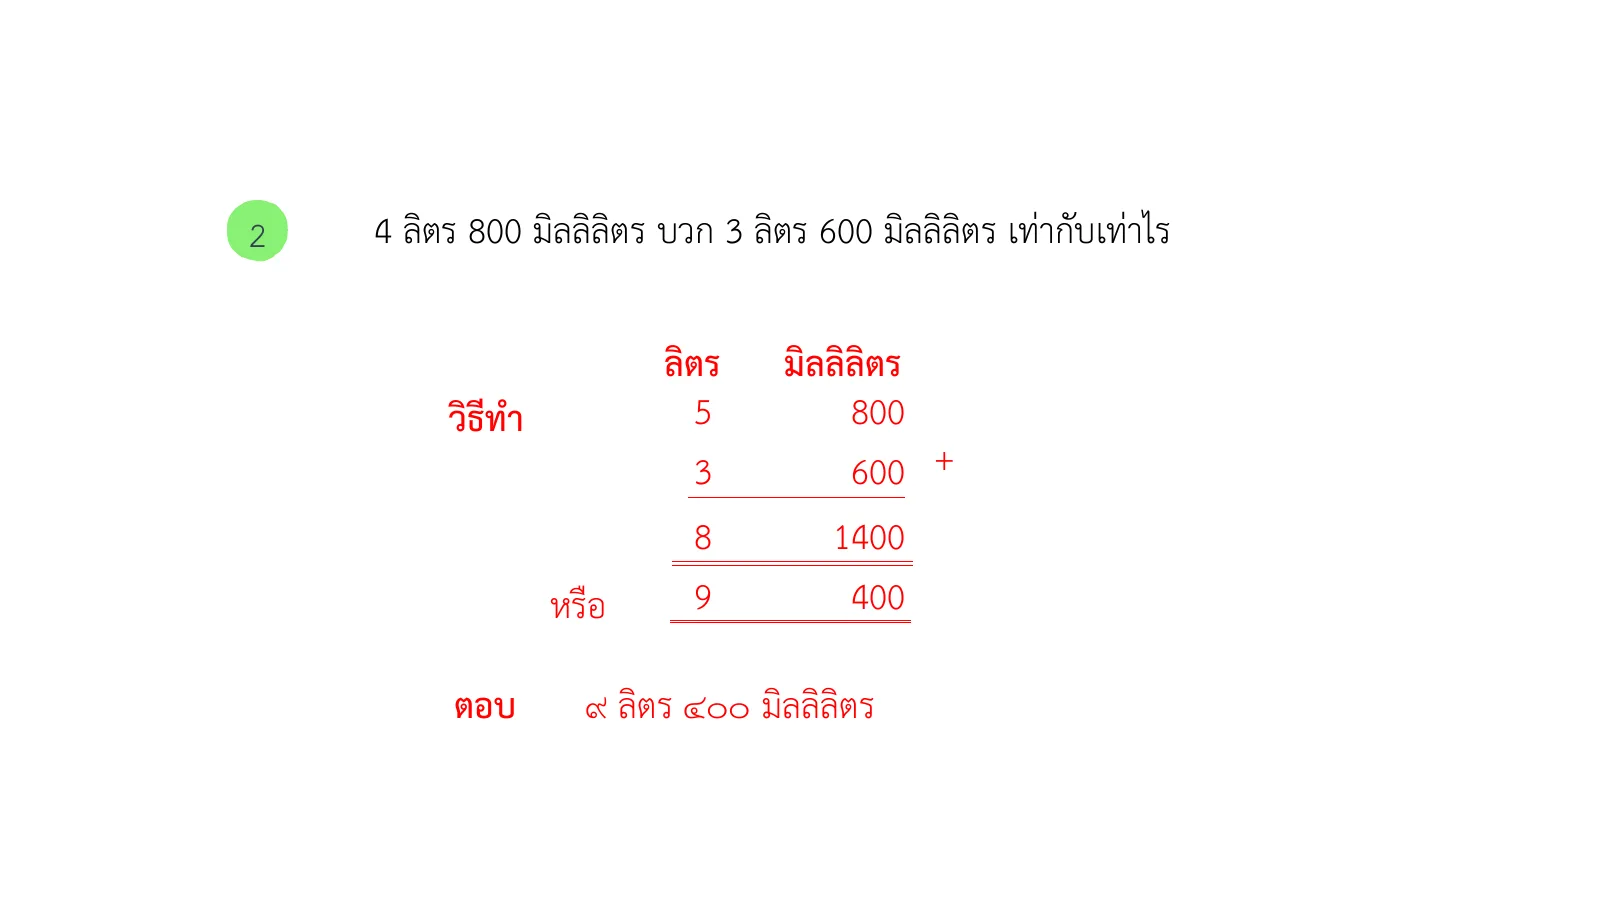 2 4 ลิตร 800 มิลลิลิตร บวก 3 ลิตร 600 มิลลิลิตร เท่ากับเท่าไร
ลิตร มิลลิลิตร
วิธีทำ 5 800
3 600 +
8 1400
หรือ 9 400
ตอบ ๙ ลิตร ๔๐๐ มิลลิลิตร